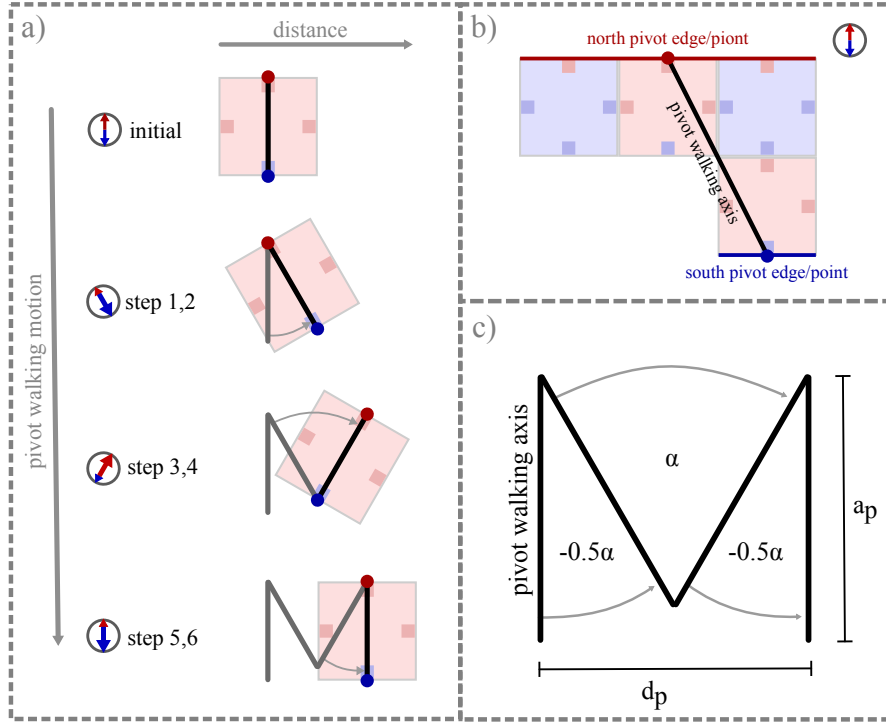 a)
distance
pivot walking motion
initial
step 1,2
step 3,4
step 5,6
b)
north pivot edge/piont
pivot walking axis
south pivot edge/point
c)
pivot walking axis
α
-0.5α
-0.5α
ap
dp